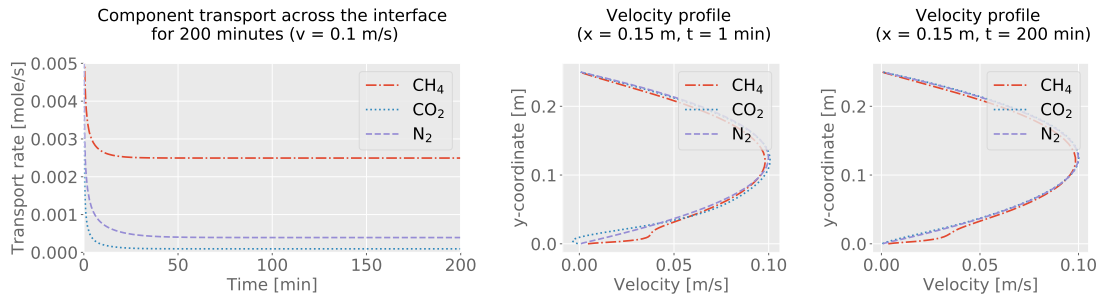 Component transport across the interface
for 200 minutes (v = 0.1 m/s)
Transport rate [mole/s]
0.005
0.004
0.003
0.002
0.001
0.000
0
50
100
150
200
Time [min]
CH₄
CO₂
N₂
Velocity profile
(x = 0.15 m, t = 1 min)
y-coordinate [m]
0.2
0.1
0.0
0.00
0.05
0.10
Velocity [m/s]
CH₄
CO₂
N₂
Velocity profile
(x = 0.15 m, t = 200 min)
y-coordinate [m]
0.2
0.1
0.0
0.00
0.05
0.10
Velocity [m/s]
CH₄
CO₂
N₂